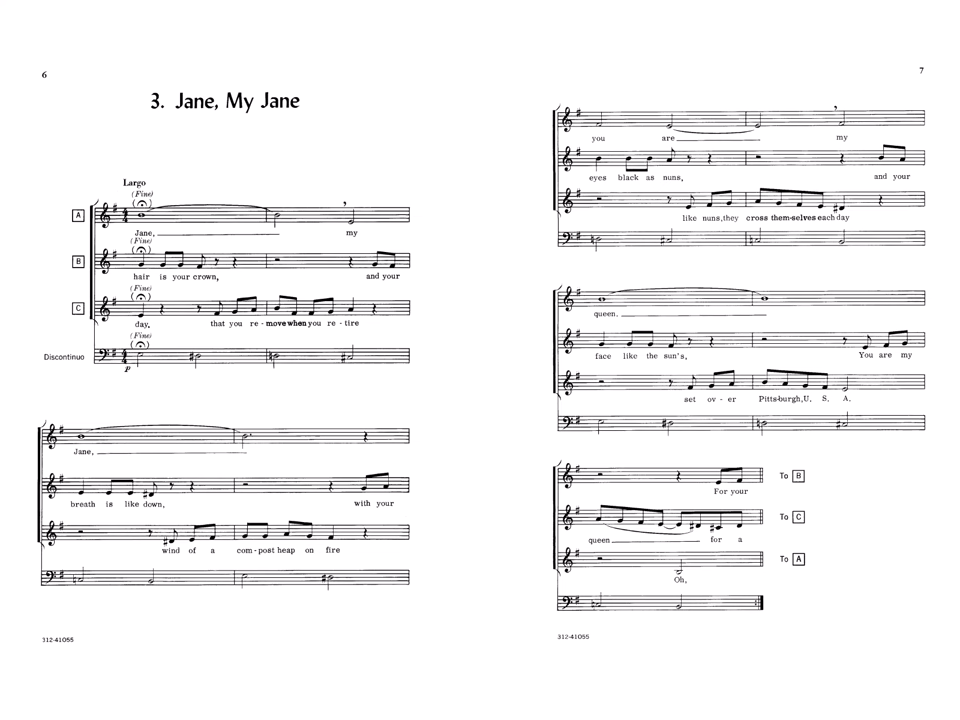 6
3. Jane, My Jane
Largo
(Fine)
A
Jane, my
(Fine)
B
hair is your crown, and your
(Fine)
C
day, that you re - move when you re - tire
(Fine)
Discontinuo
p
Jane,
breath is like down, with your
wind of a com - post heap on fire
312-41055
7
you are my
eyes black as nuns, and your
like nuns, they cross them-selves each day
queen.
face like the sun's, You are my
set ov - er Pitts-burgh, U. S. A.
For your To B
queen for a To C
Oh, To A
312-41055